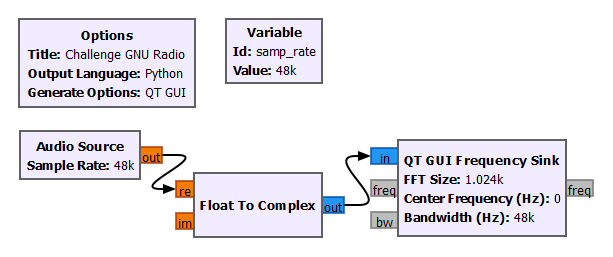 Options
Title: Challenge GNU Radio
Output Language: Python
Generate Options: QT GUI
Variable
Id: samp_rate
Value: 48k
Audio Source
Sample Rate: 48k
out
re
im
Float To Complex
out
in
freq
bw
QT GUI Frequency Sink
FFT Size: 1.024k
Center Frequency (Hz): 0
Bandwidth (Hz): 48k
freq